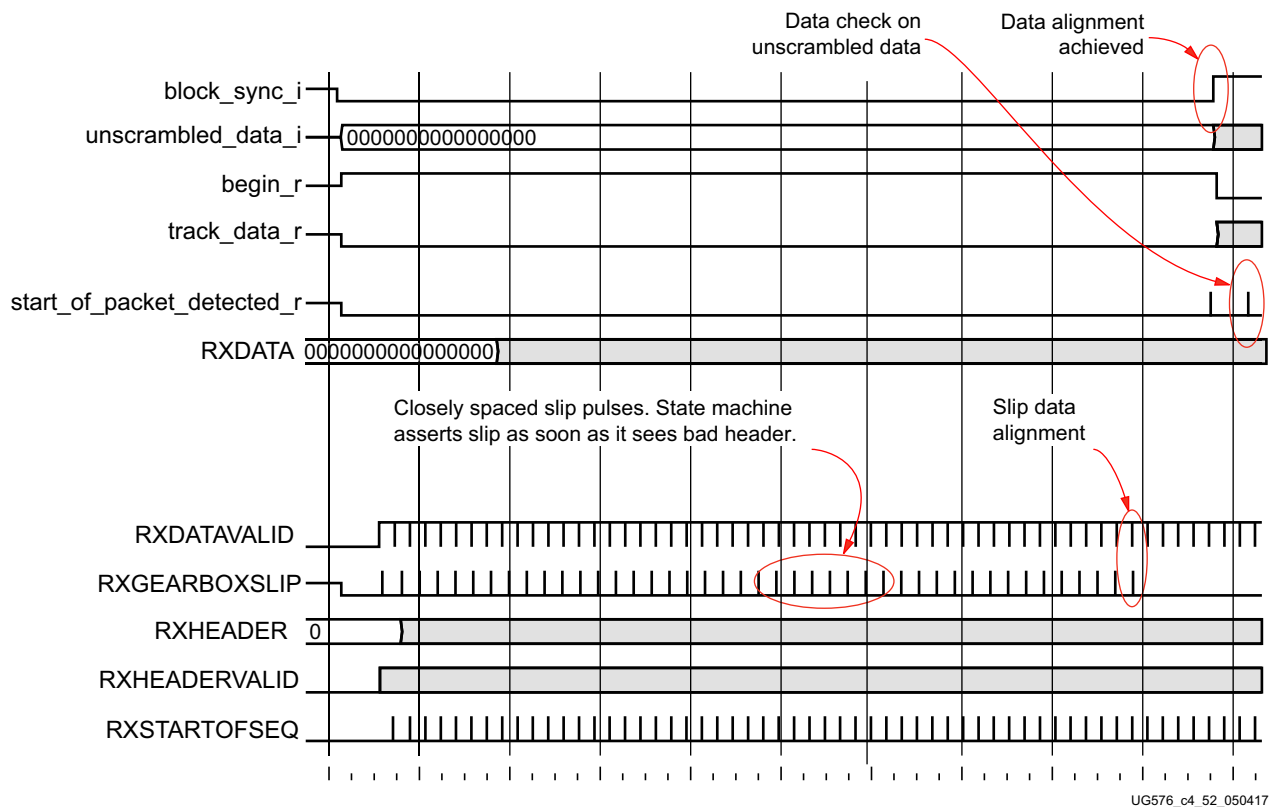 Data check on
unscrambled data
Data alignment
achieved
block_sync_i
unscrambled_data_i
0000000000000000
begin_r
track_data_r
start_of_packet_detected_r
RXDATA
0000000000000000
Closely spaced slip pulses. State machine
asserts slip as soon as it sees bad header.
Slip data
alignment
RXDATAVALID
RXGEARBOXSLIP
RXHEADER
0
RXHEADERVALID
RXSTARTOFSEQ
UG576_c4_52_050417